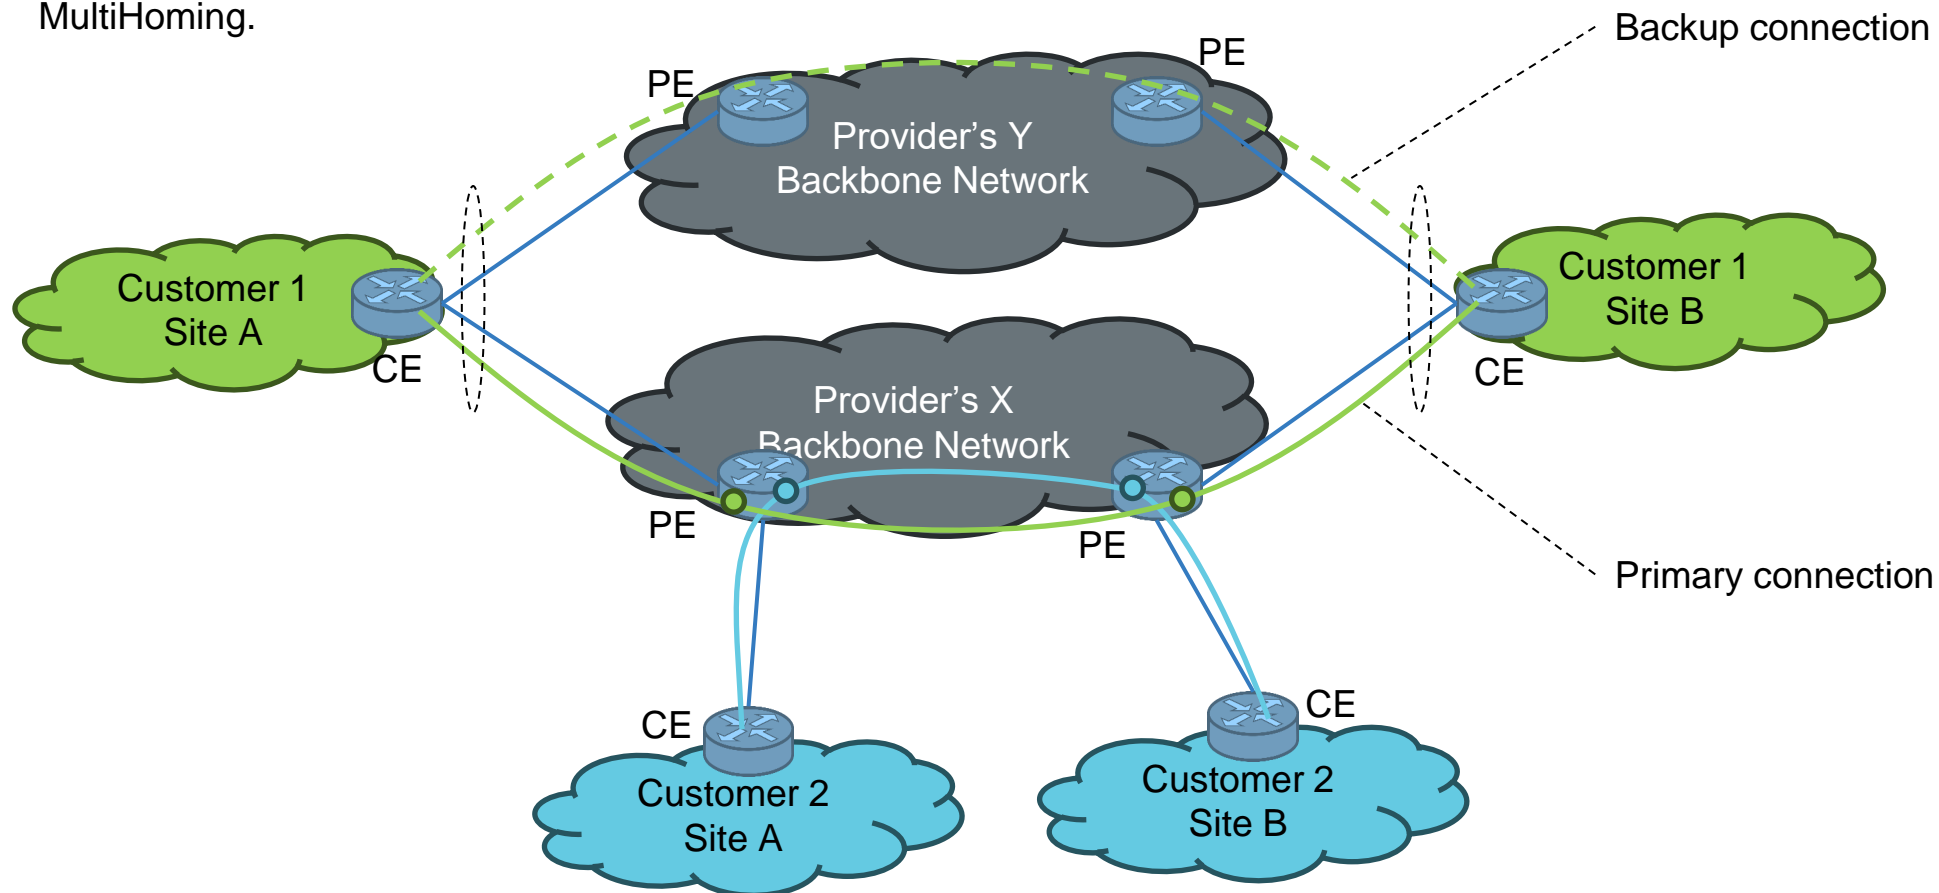 MultiHoming.
Backup connection
PE
PE
Provider’s Y
Backbone Network
Customer 1
Site A
CE
Customer 1
Site B
CE
Provider’s X
Backbone Network
PE
PE
Primary connection
CE
Customer 2
Site A
CE
Customer 2
Site B